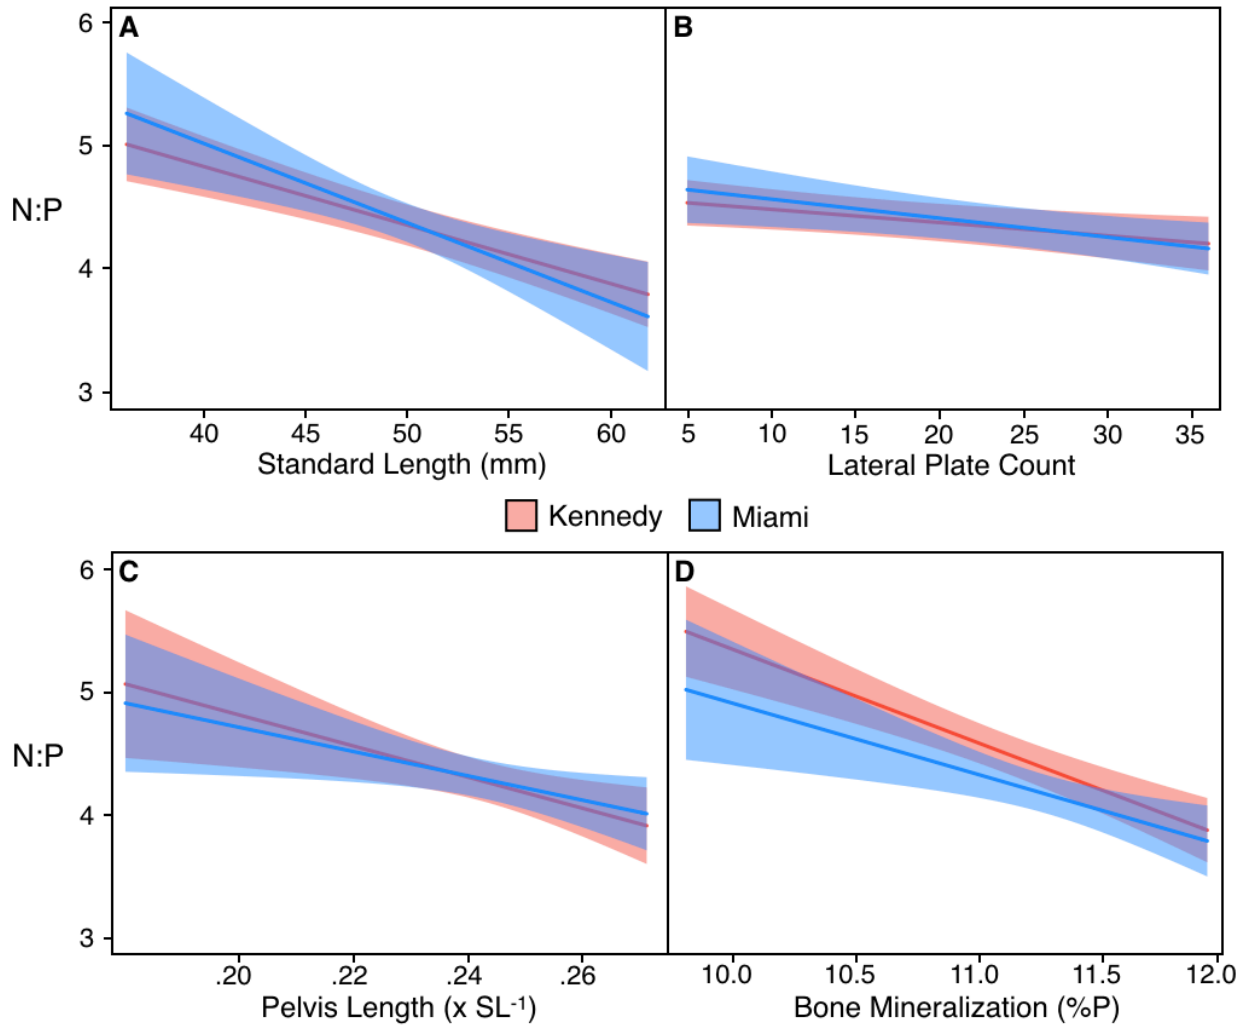 A
B
6
5
N:P
4
3
40 45 50 55 60
5 10 15 20 25 30 35
Standard Length (mm)
Lateral Plate Count
Kennedy Miami
C
D
6
5
N:P
4
3
.20 .22 .24 .26
10.0 10.5 11.0 11.5 12.0
Pelvis Length (x SL⁻¹)
Bone Mineralization (%P)